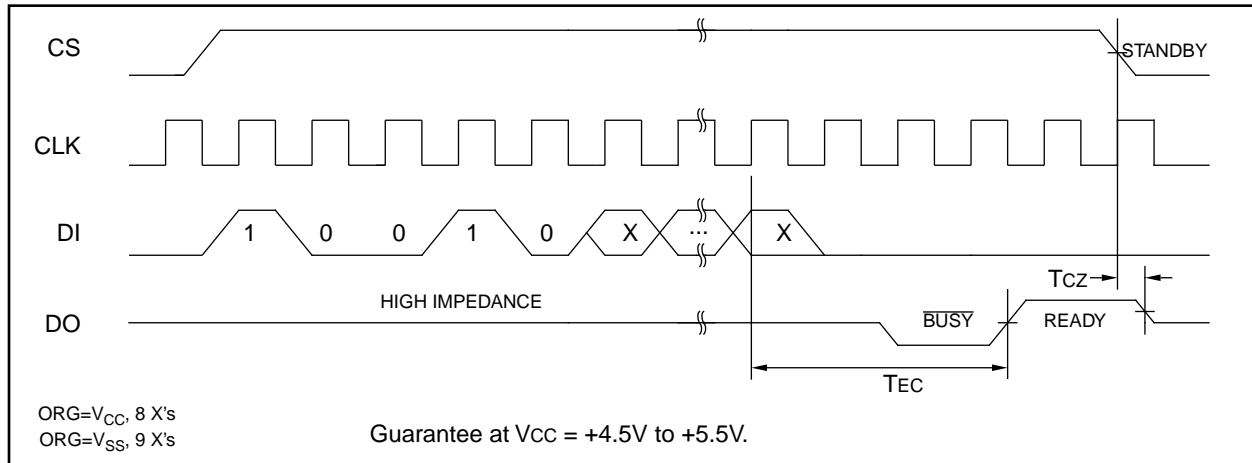 CS
STANDBY
CLK
DI
1 0 0 1 0 X ... X
TCZ
HIGH IMPEDANCE
DO
BUSY
READY
TEC
ORG=VCC, 8 X's
ORG=VSS, 9 X's
Guarantee at VCC = +4.5V to +5.5V.